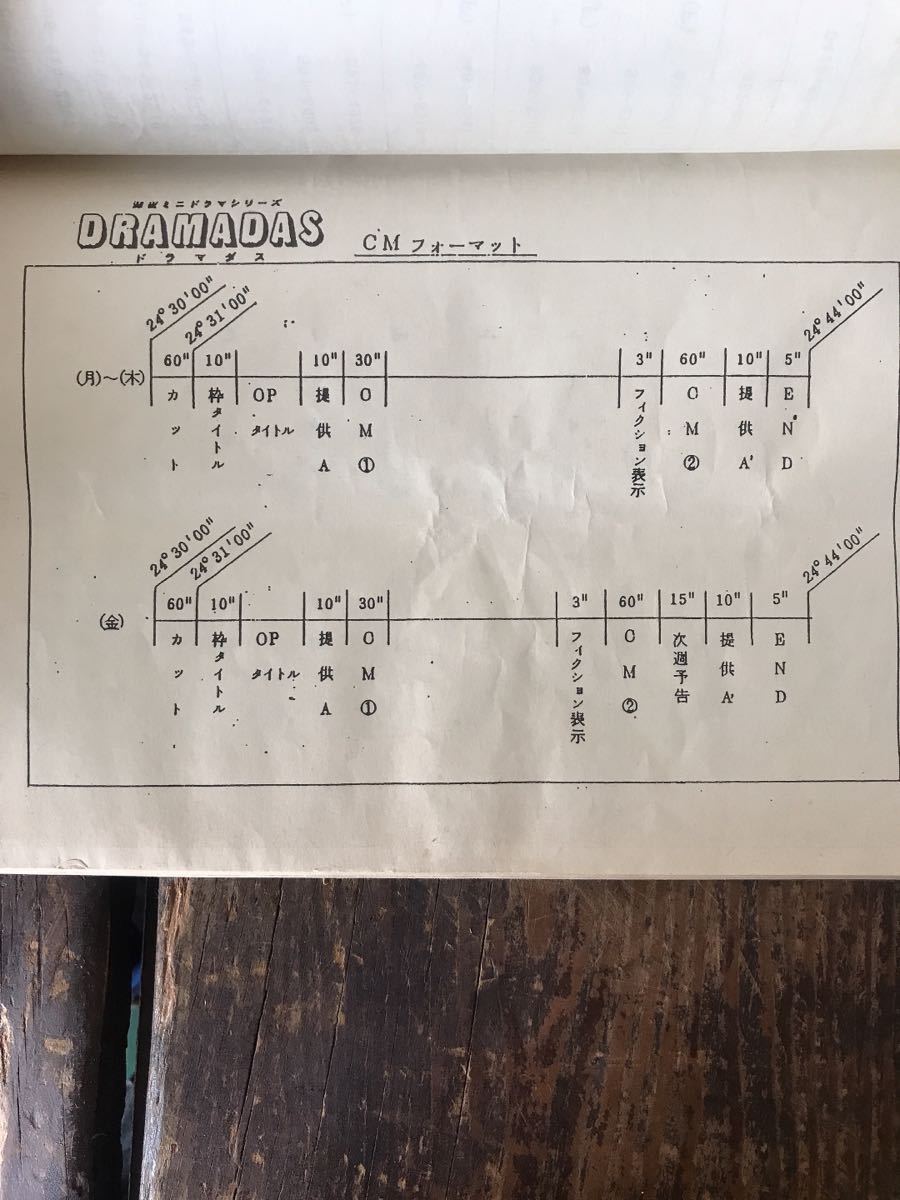 深夜ミニドラマシリーズ
DRAMADAS
ドラマダス
CMフォーマット
24°30'00"
24°31'00"
24°44'00"
60" 10" 10" 30" 3" 60" 10" 5"
(月)〜(木)
カット
枠タイトル
OPタイトル
提供A
CM①
フィクション表示
CM②
提供A'
END
24°30'00"
24°31'00"
24°44'00"
60" 10" 10" 30" 3" 60" 15" 10" 5"
(金)
カット
枠タイトル
OPタイトル
提供A
CM①
フィクション表示
CM②
次週予告
提供A'
END